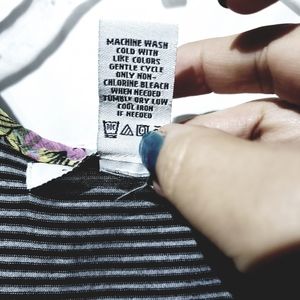 MACHINE WASH
COLD WITH
LIKE COLORS
GENTLE CYCLE
ONLY NON-
CHLORINE BLEACH
WHEN NEEDED
TUMBLE DRY LOW
COOL IRON
IF NEEDED